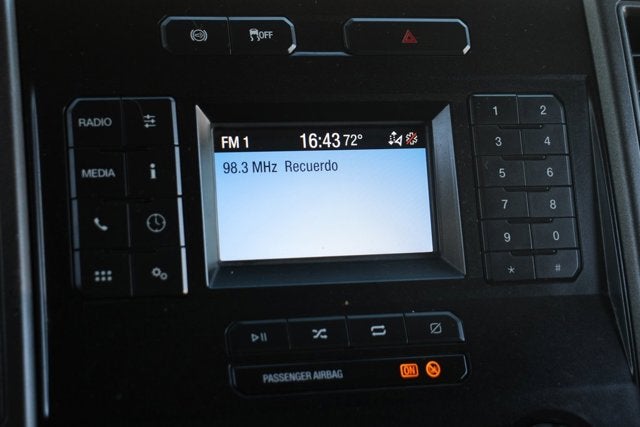 OFF
FM 1 16:43 72°
98.3 MHz Recuerdo
RADIO
MEDIA
i
1 2
3 4
5 6
7 8
9 0
* #
PASSENGER AIRBAG ON